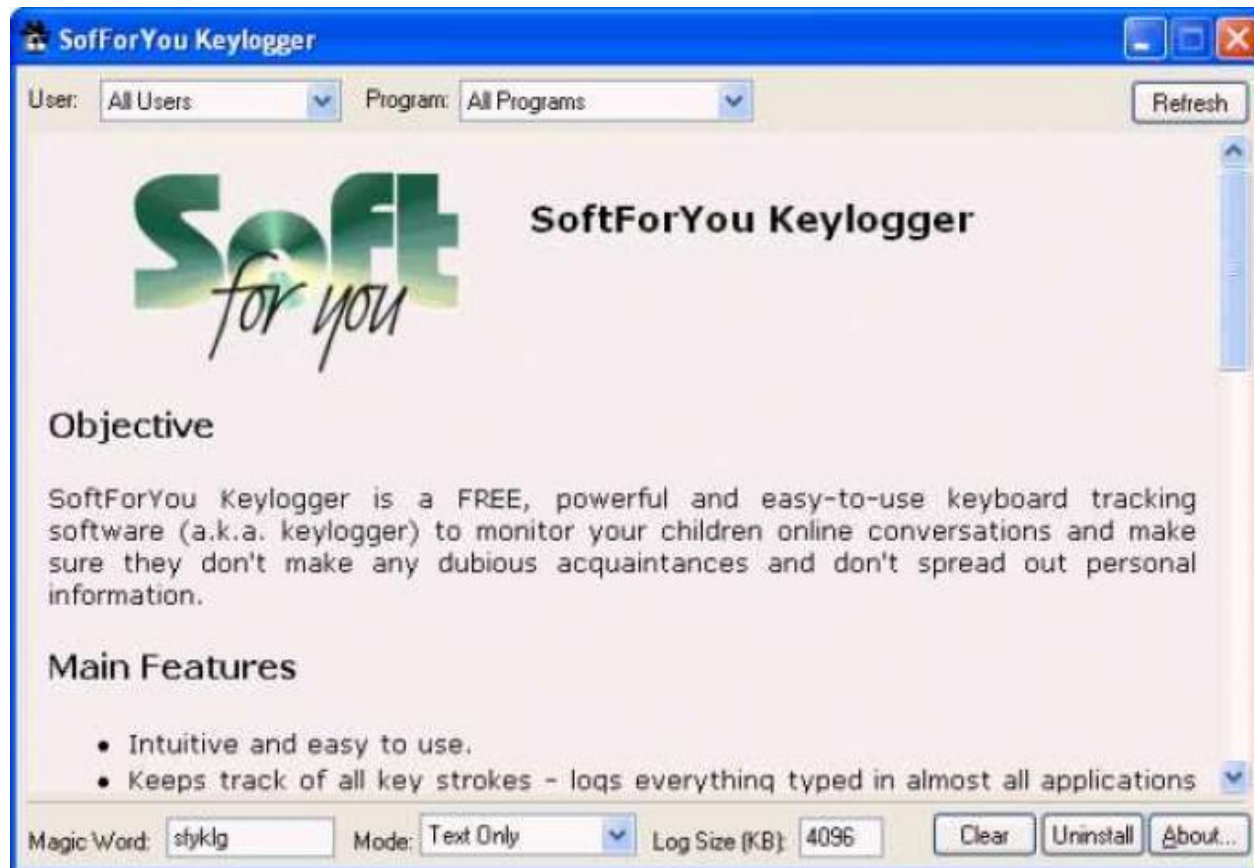 SofForYou Keylogger
User: All Users Program: All Programs Refresh
Soft
for you
SoftForYou Keylogger
Objective
SoftForYou Keylogger is a FREE, powerful and easy-to-use keyboard tracking
software (a.k.a. keylogger) to monitor your children online conversations and make
sure they don't make any dubious acquaintances and don't spread out personal
information.
Main Features
• Intuitive and easy to use.
• Keeps track of all key strokes - logs everything typed in almost all applications
Magic Word: sfyklg Mode: Text Only Log Size (KB): 4096 Clear Uninstall About...